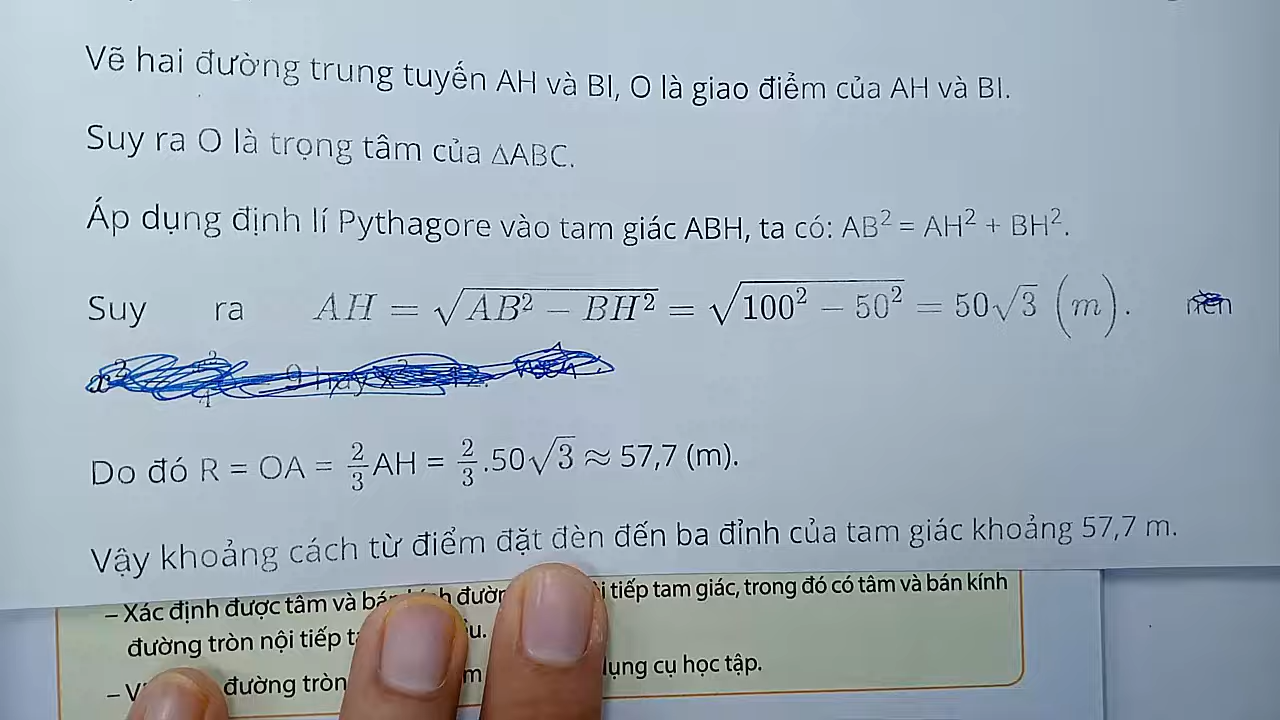 Vẽ hai đường trung tuyến AH và BI, O là giao điểm của AH và BI.
Suy ra O là trọng tâm của ΔABC.
Áp dụng định lí Pythagore vào tam giác ABH, ta có: AB² = AH² + BH².
Suy ra AH = √(AB² − BH²) = √(100² − 50²) = 50√3 (m).
Do đó R = OA = 2/3 AH = 2/3 .50√3 ≈ 57,7 (m).
Vậy khoảng cách từ điểm đặt đèn đến ba đỉnh của tam giác khoảng 57,7 m.
– Xác định được tâm và tiếp tam giác, trong đó có tâm và bán kính
đường tròn nội tiếp
– đường tròn dụng cụ học tập.